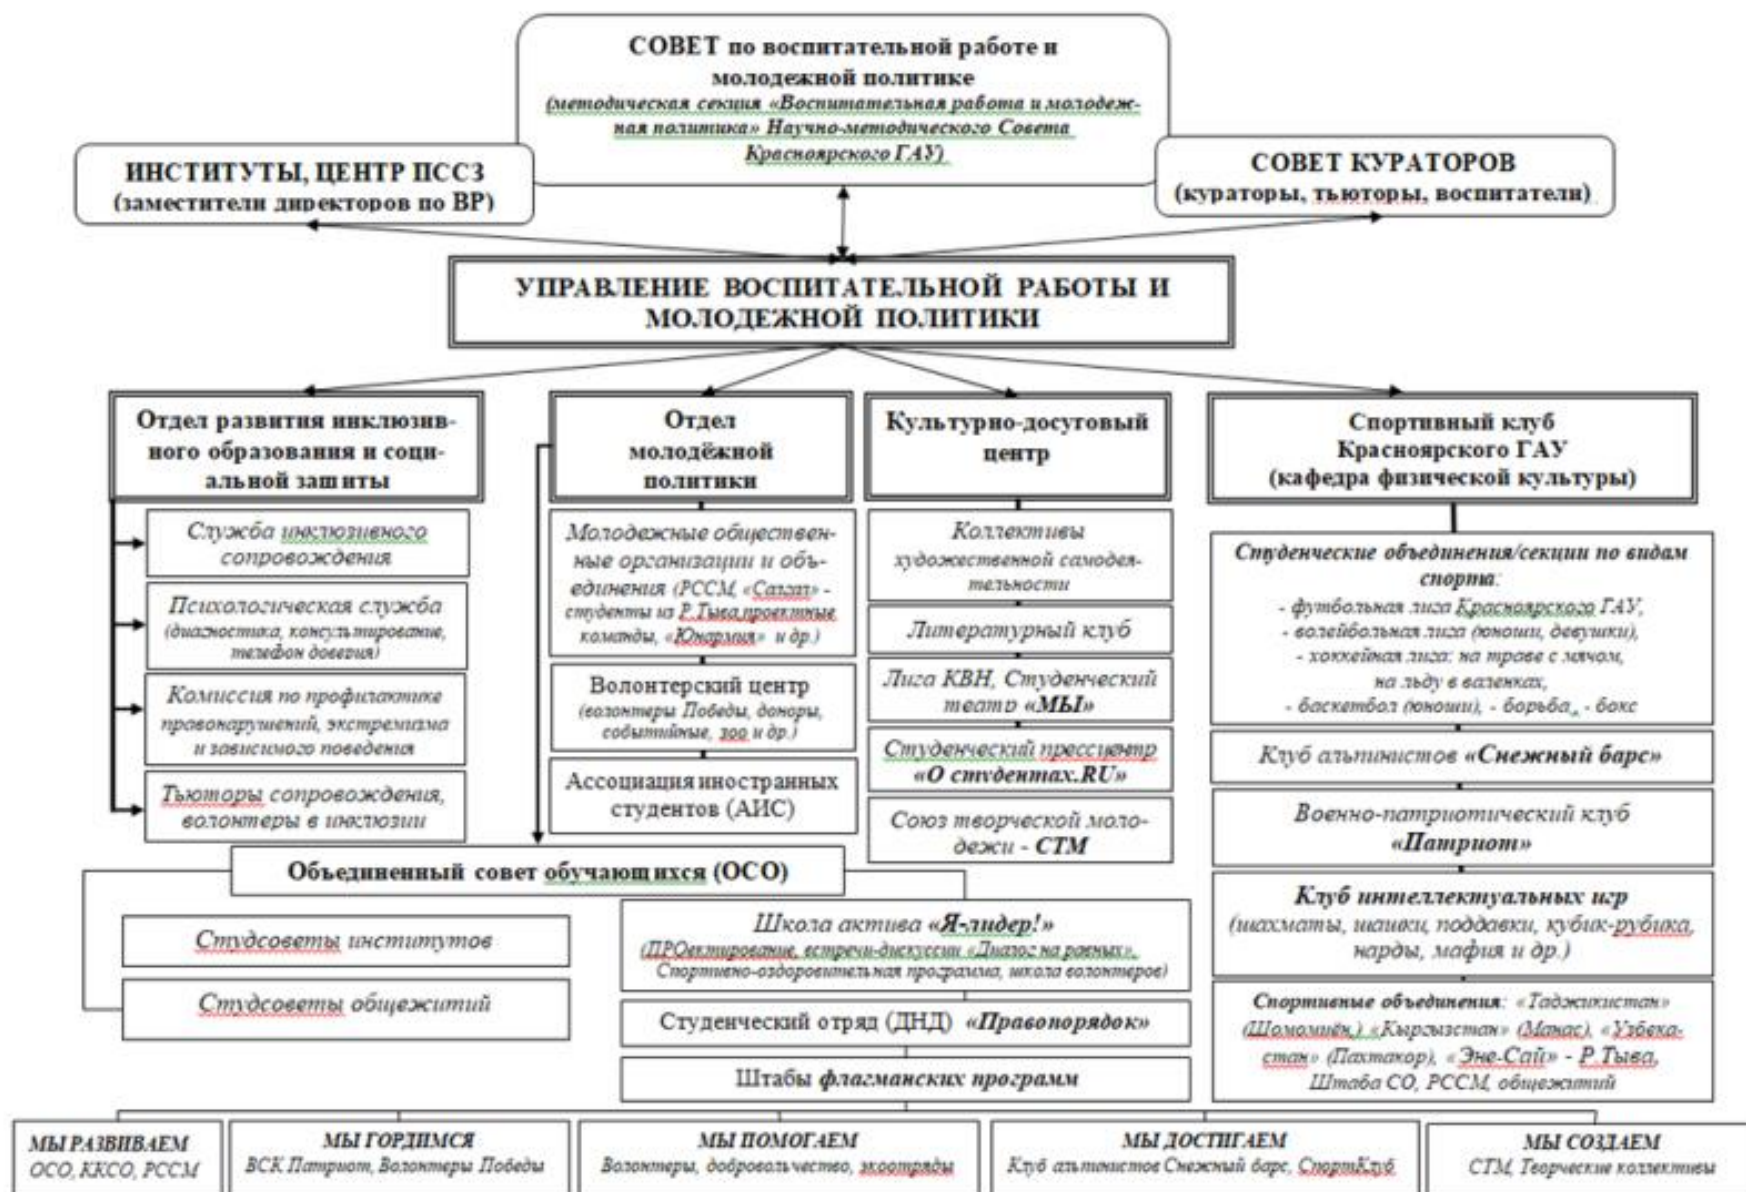 СОВЕТ по воспитательной работе и
молодежной политике
(методическая секция «Воспитательная работа и молодеж-
ная политика» Научно-методического Совета
Красноярского ГАУ)
ИНСТИТУТЫ, ЦЕНТР ПССЗ
(заместители директоров по ВР)
СОВЕТ КУРАТОРОВ
(кураторы, тьюторы, воспитатели)
УПРАВЛЕНИЕ ВОСПИТАТЕЛЬНОЙ РАБОТЫ И
МОЛОДЕЖНОЙ ПОЛИТИКИ
Отдел развития инклюзив-
ного образования и соци-
альной защиты
Служба инклюзивного
сопровождения
Психологическая служба
(диагностика, консультирование,
телефон доверия)
Комиссия по профилактике
правонарушений, экстремизма
и зависимого поведения
Тьюторы сопровождения,
волонтеры в инклюзии
Отдел
молодёжной
политики
Молодежные обществен-
ные организации и объ-
единения (РССМ, «Салгал» -
студенты из Р.Тыва,проектные
команды, «Юнармия» и др.)
Волонтерский центр
(волонтеры Победы, доноры,
событийные, зоо и др.)
Ассоциация иностранных
студентов (АИС)
Культурно-досуговый
центр
Коллективы
художественной самодея-
тельности
Литературный клуб
Лига КВН, Студенческий
театр «МЫ»
Студенческий прессцентр
«О студентах.RU»
Союз творческой моло-
дежи - СТМ
Спортивный клуб
Красноярского ГАУ
(кафедра физической культуры)
Студенческие объединения/секции по видам
спорта:
- футбольная лига Красноярского ГАУ,
- волейбольная лига (юноши, девушки),
- хоккейная лига: на траве с мячом,
на льду в валенках,
- баскетбол (юноши), - борьба, - бокс
Клуб альпинистов «Снежный барс»
Военно-патриотический клуб
«Патриот»
Клуб интеллектуальных игр
(шахматы, шашки, поддавки, кубик-рубика,
нарды, мафия и др.)
Спортивные объединения: «Таджикистан»
(Шомомиён,) «Кыргызстан» (Манас), «Узбека-
стан» (Пахтакор), «Эне-Сай» - Р.Тыва,
Штаба СО, РССМ, общежитий
Объединенный совет обучающихся (ОСО)
Студсоветы институтов
Студсоветы общежитий
Школа актива «Я-лидер!»
(ПРОектирование, встречи-дискуссии «Диалог на равных»,
Спортивно-оздоровительная программа, школа волонтеров)
Студенческий отряд (ДНД) «Правопорядок»
Штабы флагманских программ
МЫ РАЗВИВАЕМ
ОСО, ККСО, РССМ
МЫ ГОРДИМСЯ
ВСК Патриот, Волонтеры Победы
МЫ ПОМОГАЕМ
Волонтеры, добровольчество, экоотряды
МЫ ДОСТИГАЕМ
Клуб альпинистов Снежный барс, СпортКлуб
МЫ СОЗДАЕМ
СТМ, Творческие коллективы